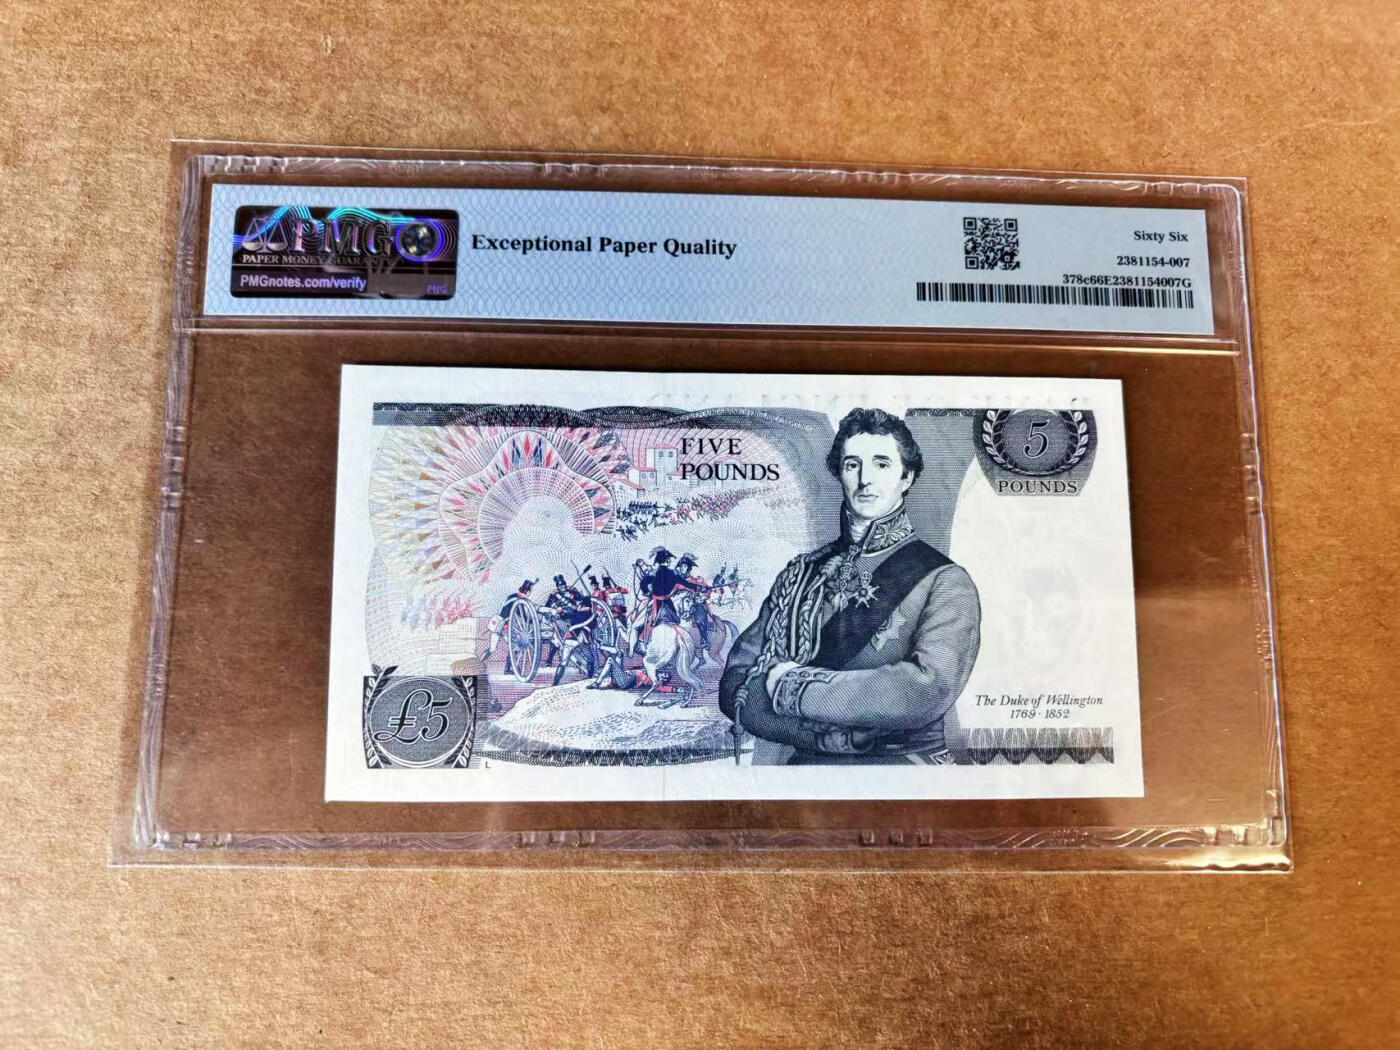 PMG
PAPER MONEY GUARANTY
PMGnotes.com/verify
PNG
Exceptional Paper Quality
Sixty Six
2381154-007
378c66E2381154007G
FIVE
POUNDS
5
POUNDS
The Duke of Wellington
1769 · 1852
£5
L